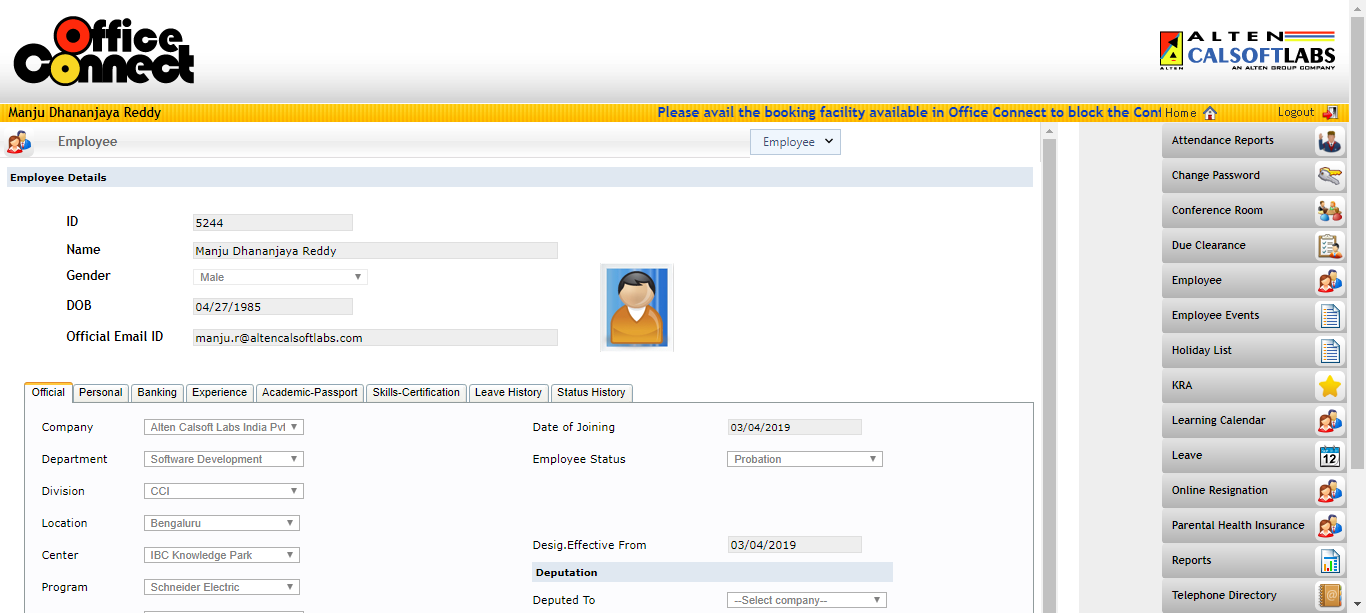 Office Connect
ALTEN
ALTEN
CALSOFTLABS
AN ALTEN GROUP COMPANY
Manju Dhananjaya Reddy
Please avail the booking facility available in Office Connect to block the Conf
Home
Logout
Employee
Employee
Employee Details
ID
5244
Name
Manju Dhananjaya Reddy
Gender
Male
DOB
04/27/1985
Official Email ID
manju.r@altencalsoftlabs.com
Official Personal Banking Experience Academic-Passport Skills-Certification Leave History Status History
Company
Alten Calsoft Labs India Pvt
Date of Joining
03/04/2019
Department
Software Development
Employee Status
Probation
Division
CCI
Location
Bengaluru
Center
IBC Knowledge Park
Desig.Effective From
03/04/2019
Program
Schneider Electric
Deputation
Deputed To
--Select company--
Attendance Reports
Change Password
Conference Room
Due Clearance
Employee
Employee Events
Holiday List
KRA
Learning Calendar
Leave
12
Online Resignation
Parental Health Insurance
Reports
Telephone Directory